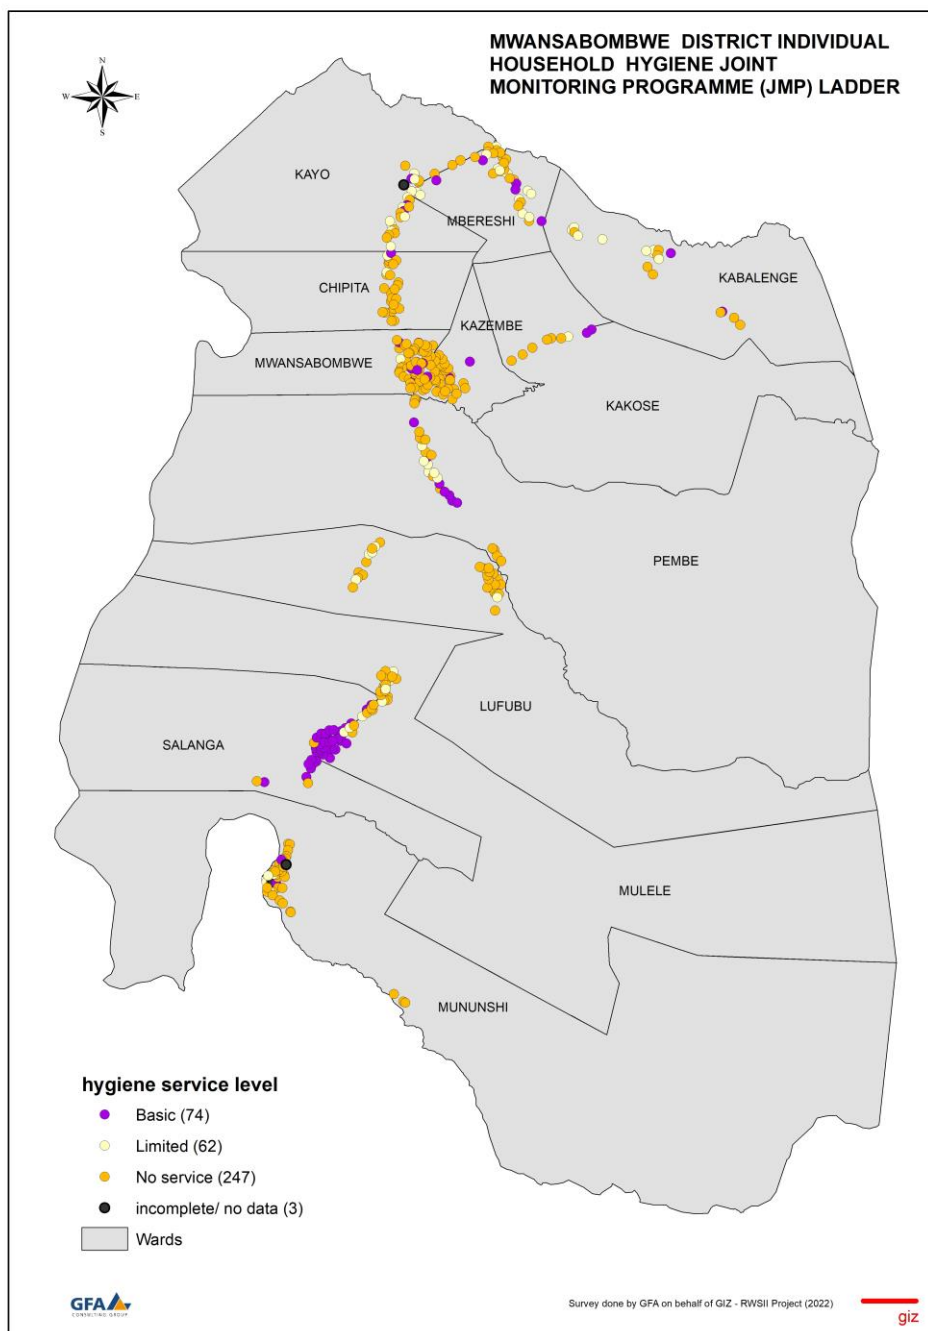 MWANSABOMBWE DISTRICT INDIVIDUAL
HOUSEHOLD HYGIENE JOINT
MONITORING PROGRAMME (JMP) LADDER
N
W
E
S
KAYO
MBERESHI
KABALENGE
CHIPITA
KAZEMBE
MWANSABOMBWE
KAKOSE
PEMBE
LUFUBU
SALANGA
MULELE
MUNUNSHI
hygiene service level
Basic (74)
Limited (62)
No service (247)
incomplete/ no data (3)
Wards
GFA
CONSULTING GROUP
Survey done by GFA on behalf of GIZ - RWSII Project (2022)
giz